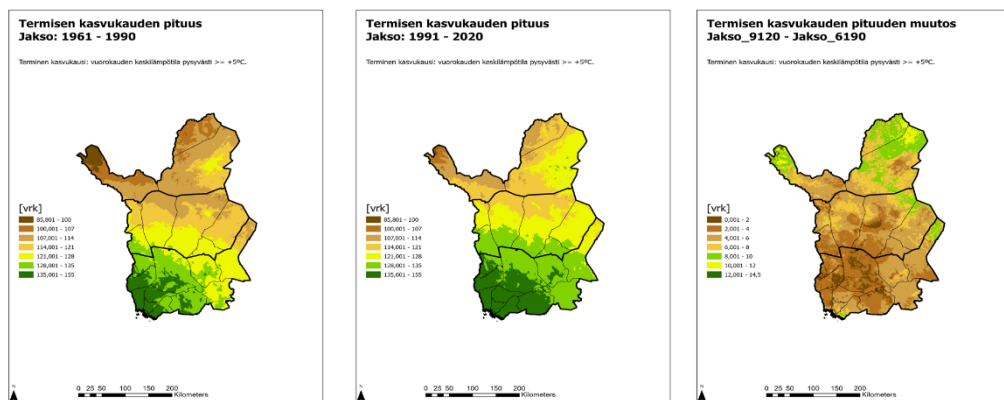 Termisen kasvukauden pituus
Jakso: 1961 - 1990
Terminen kasvukausi: vuorokauden keskilämpötila pysyvästi >= +5ºC.
[vrk]
85,801 - 100
100,001 - 107
107,001 - 114
114,001 - 121
121,001 - 128
128,001 - 135
135,001 - 155
N
0 25 50 100 150 200
Kilometers
Termisen kasvukauden pituus
Jakso: 1991 - 2020
Terminen kasvukausi: vuorokauden keskilämpötila pysyvästi >= +5ºC.
[vrk]
85,801 - 100
100,001 - 107
107,001 - 114
114,001 - 121
121,001 - 128
128,001 - 135
135,001 - 155
N
0 25 50 100 150 200
Kilometers
Termisen kasvukauden pituuden muutos
Jakso_9120 - Jakso_6190
Terminen kasvukausi: vuorokauden keskilämpötila pysyvästi >= +5ºC.
[vrk]
0,001 - 2
2,001 - 4
4,001 - 6
6,001 - 8
8,001 - 10
10,001 - 12
12,001 - 14,5
N
0 25 50 100 150 200
Kilometers